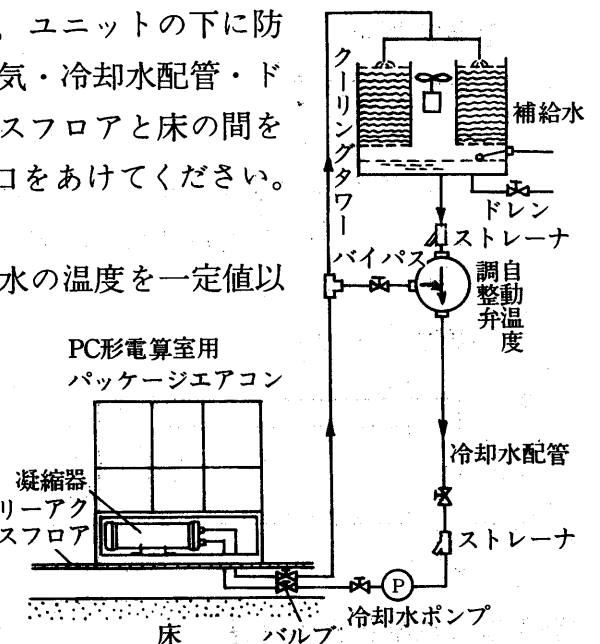 ，ユニットの下に防
気・冷却水配管・ド
スフロアと床の間を
口をあけてください。
水の温度を一定値以
クーリングタワー
補給水
ドレン
ストレーナ
バイパス
自動温度
調整弁
PC形電算室用
パッケージエアコン
凝縮器
リーアク
スフロア
冷却水配管
ストレーナ
P
冷却水ポンプ
バルブ
床